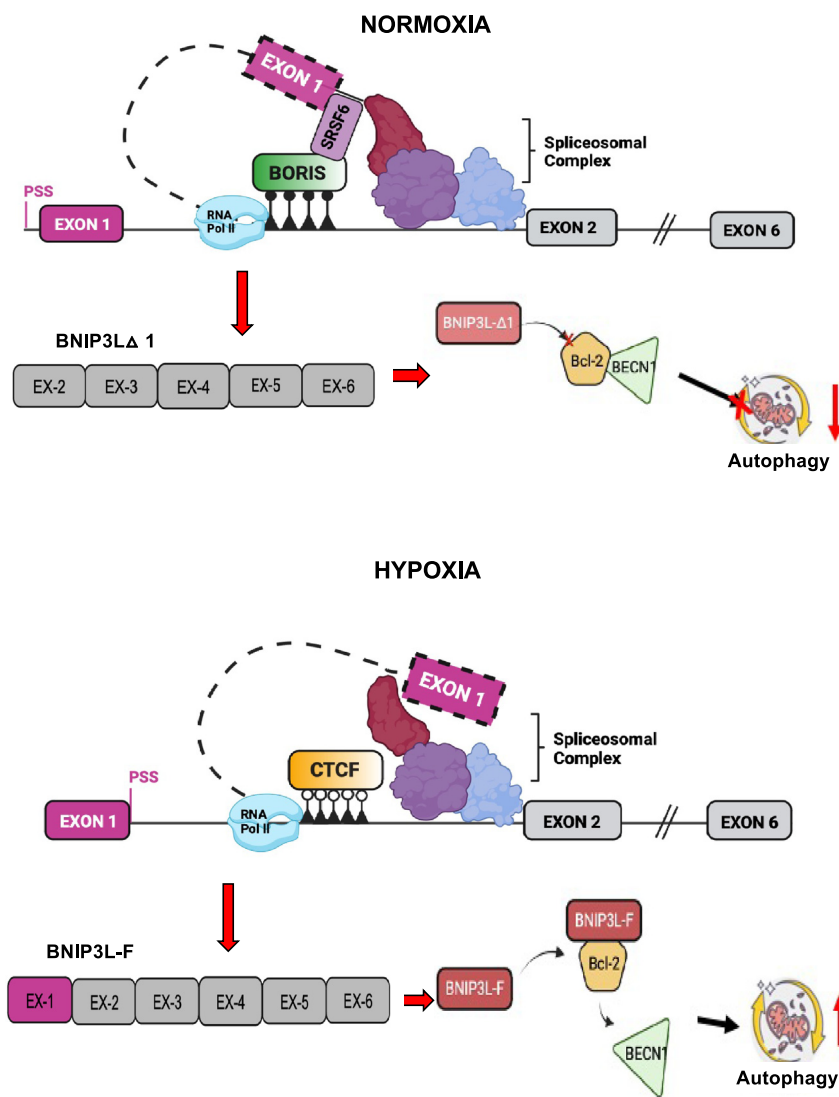 NORMOXIA
EXON 1
SRSF6
BORIS
Spliceosomal
Complex
PSS
EXON 1
RNA
Pol II
EXON 2
EXON 6
BNIP3LΔ 1
EX-2 EX-3 EX-4 EX-5 EX-6
BNIP3L-Δ1
Bcl-2
BECN1
Autophagy
HYPOXIA
EXON 1
CTCF
Spliceosomal
Complex
PSS
EXON 1
RNA
Pol II
EXON 2
EXON 6
BNIP3L-F
EX-1 EX-2 EX-3 EX-4 EX-5 EX-6
BNIP3L-F
BNIP3L-F
Bcl-2
BECN1
Autophagy